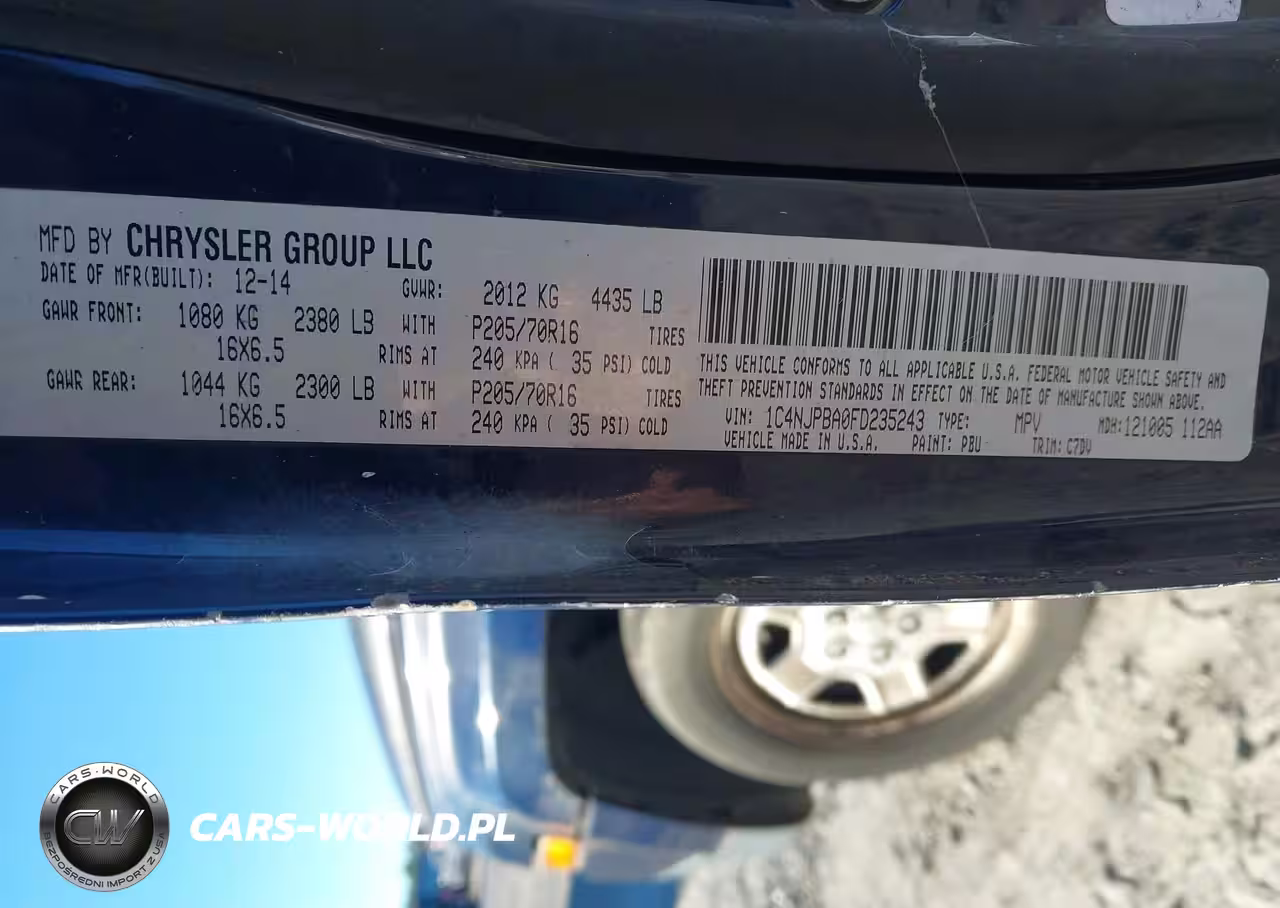 MFD BY CHRYSLER GROUP LLC
DATE OF MFR(BUILT): 12-14 GVWR: 2012 KG 4435 LB
GAWR FRONT: 1080 KG 2380 LB WITH P205/70R16 TIRES
16X6.5 RIMS AT 240 KPA ( 35 PSI) COLD
GAWR REAR: 1044 KG 2300 LB WITH P205/70R16 TIRES
16X6.5 RIMS AT 240 KPA ( 35 PSI) COLD
THIS VEHICLE CONFORMS TO ALL APPLICABLE U.S.A. FEDERAL MOTOR VEHICLE SAFETY AND
THEFT PREVENTION STANDARDS IN EFFECT ON THE DATE OF MANUFACTURE SHOWN ABOVE.
VIN: 1C4NJPBA0FD235243 TYPE: MPV MDH:121005 112AA
VEHICLE MADE IN U.S.A. PAINT: PBU TRIM: C7DV
CARS-WORLD
CW
BEZPOŚREDNI IMPORT Z USA
CARS-WORLD.PL